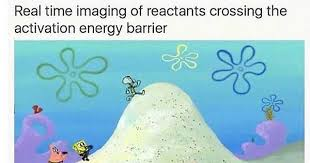 Real time imaging of reactants crossing the
activation energy barrier